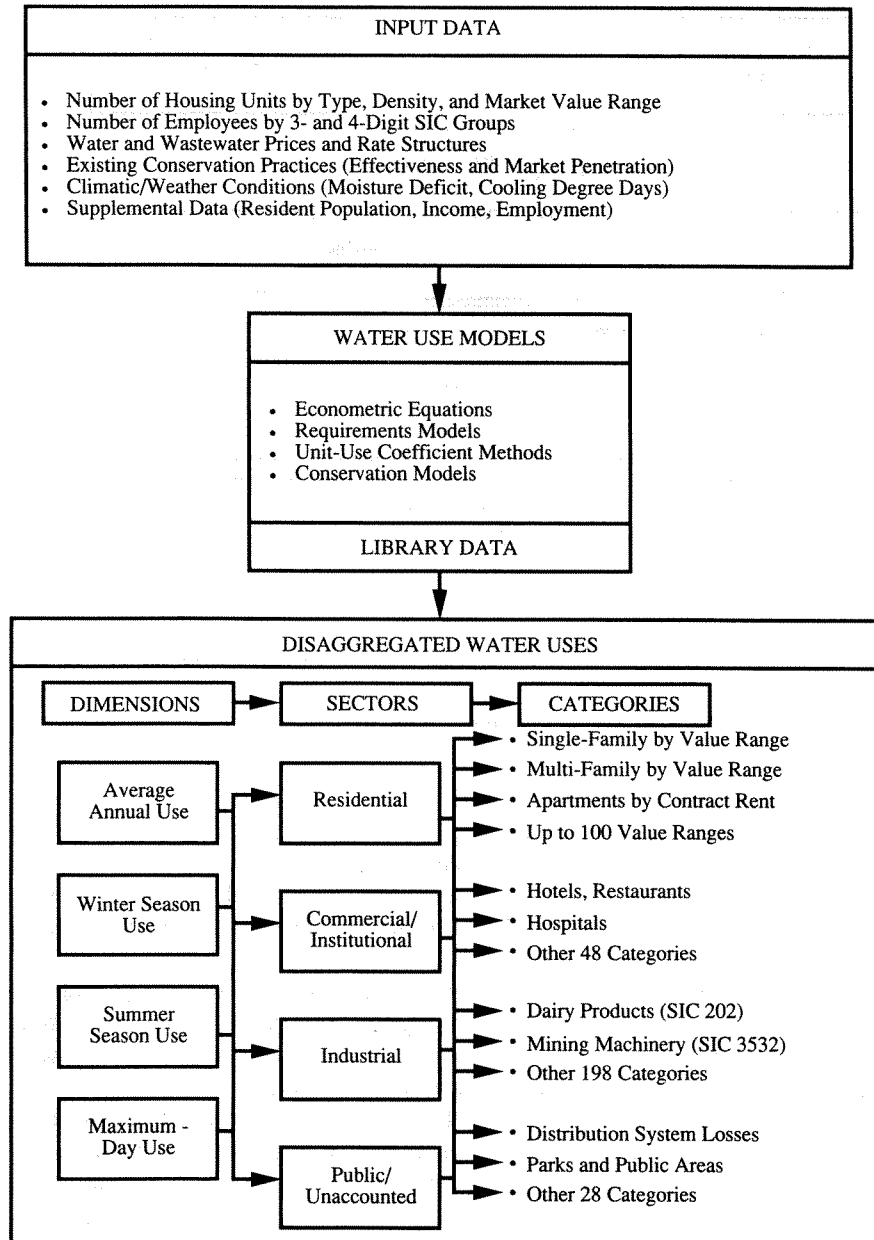 INPUT DATA
• Number of Housing Units by Type, Density, and Market Value Range
• Number of Employees by 3- and 4-Digit SIC Groups
• Water and Wastewater Prices and Rate Structures
• Existing Conservation Practices (Effectiveness and Market Penetration)
• Climatic/Weather Conditions (Moisture Deficit, Cooling Degree Days)
• Supplemental Data (Resident Population, Income, Employment)
WATER USE MODELS
• Econometric Equations
• Requirements Models
• Unit-Use Coefficient Methods
• Conservation Models
LIBRARY DATA
DISAGGREGATED WATER USES
DIMENSIONS
SECTORS
CATEGORIES
Average
Annual Use
Winter Season
Use
Summer
Season Use
Maximum -
Day Use
Residential
Commercial/
Institutional
Industrial
Public/
Unaccounted
• Single-Family by Value Range
• Multi-Family by Value Range
• Apartments by Contract Rent
• Up to 100 Value Ranges
• Hotels, Restaurants
• Hospitals
• Other 48 Categories
• Dairy Products (SIC 202)
• Mining Machinery (SIC 3532)
• Other 198 Categories
• Distribution System Losses
• Parks and Public Areas
• Other 28 Categories